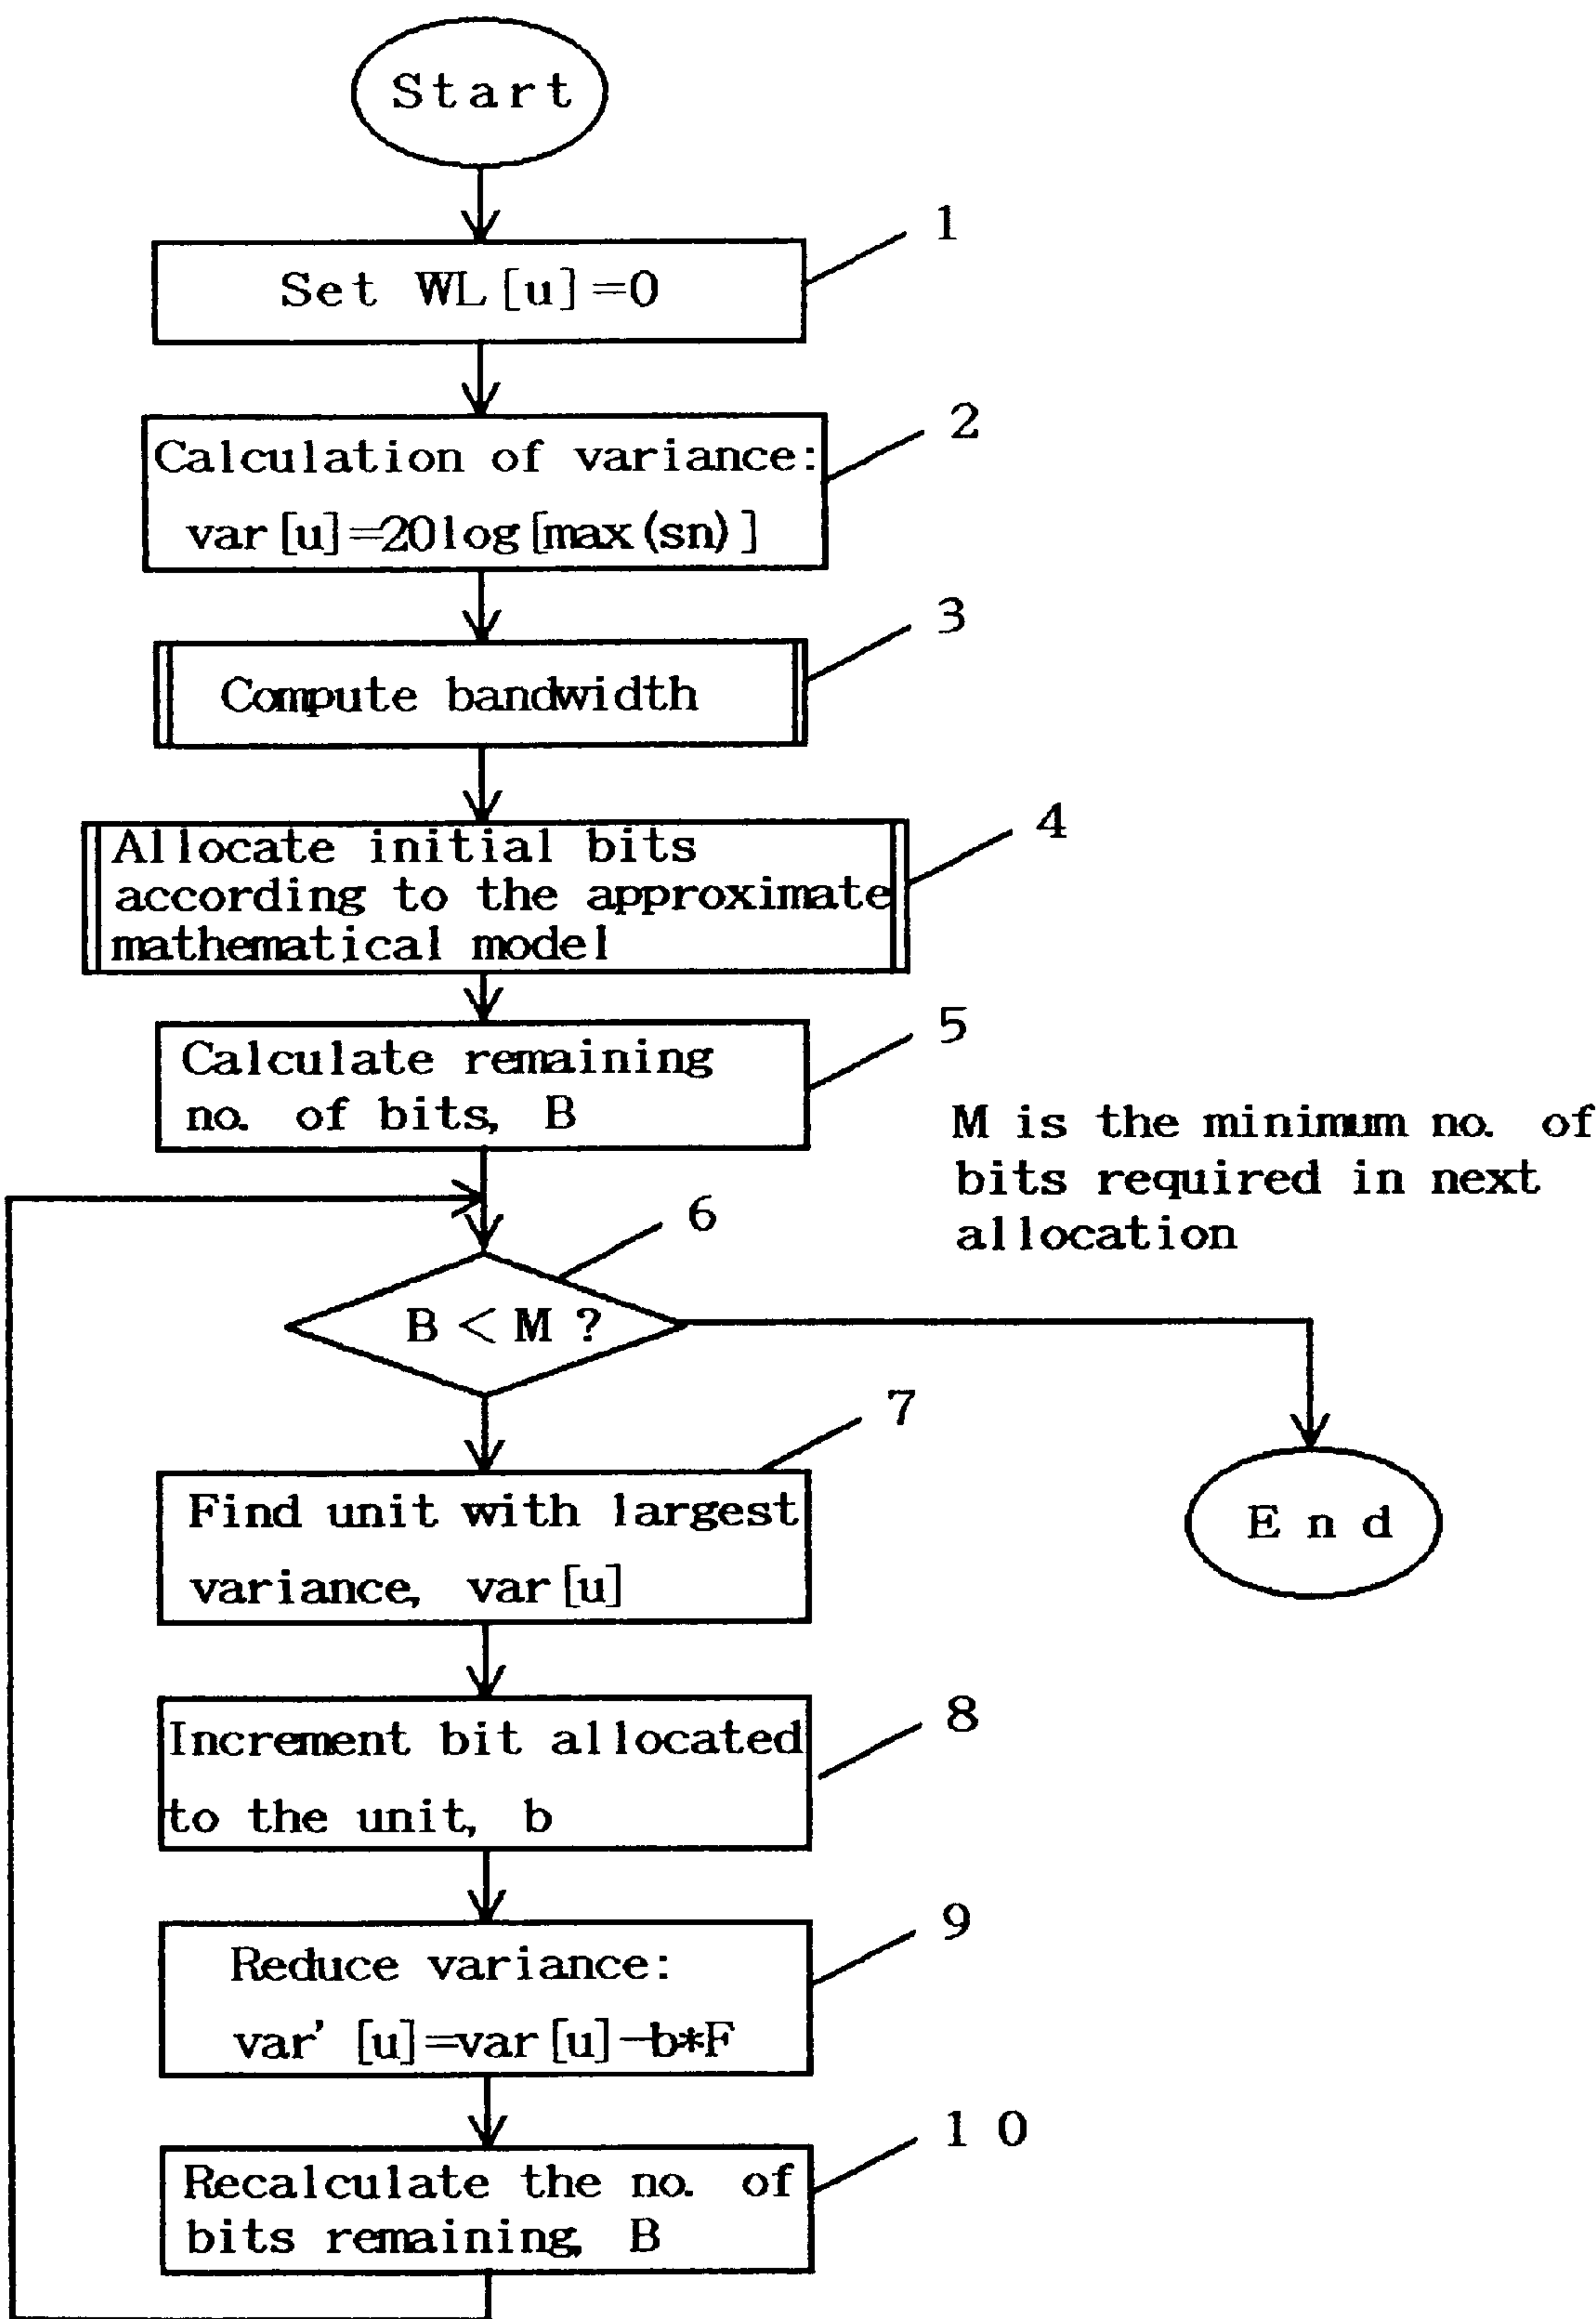 Start
1
Set WL[u]=0
2
Calculation of variance:
var[u]=20log[max(sn)]
3
Compute bandwidth
4
Allocate initial bits
according to the approximate
mathematical model
5
Calculate remaining
no. of bits, B
M is the minimum no. of
bits required in next
allocation
6
B < M ?
7
Find unit with largest
variance, var[u]
End
8
Increment bit allocated
to the unit, b
9
Reduce variance:
var' [u]=var[u]-b*F
10
Recalculate the no. of
bits remaining, B